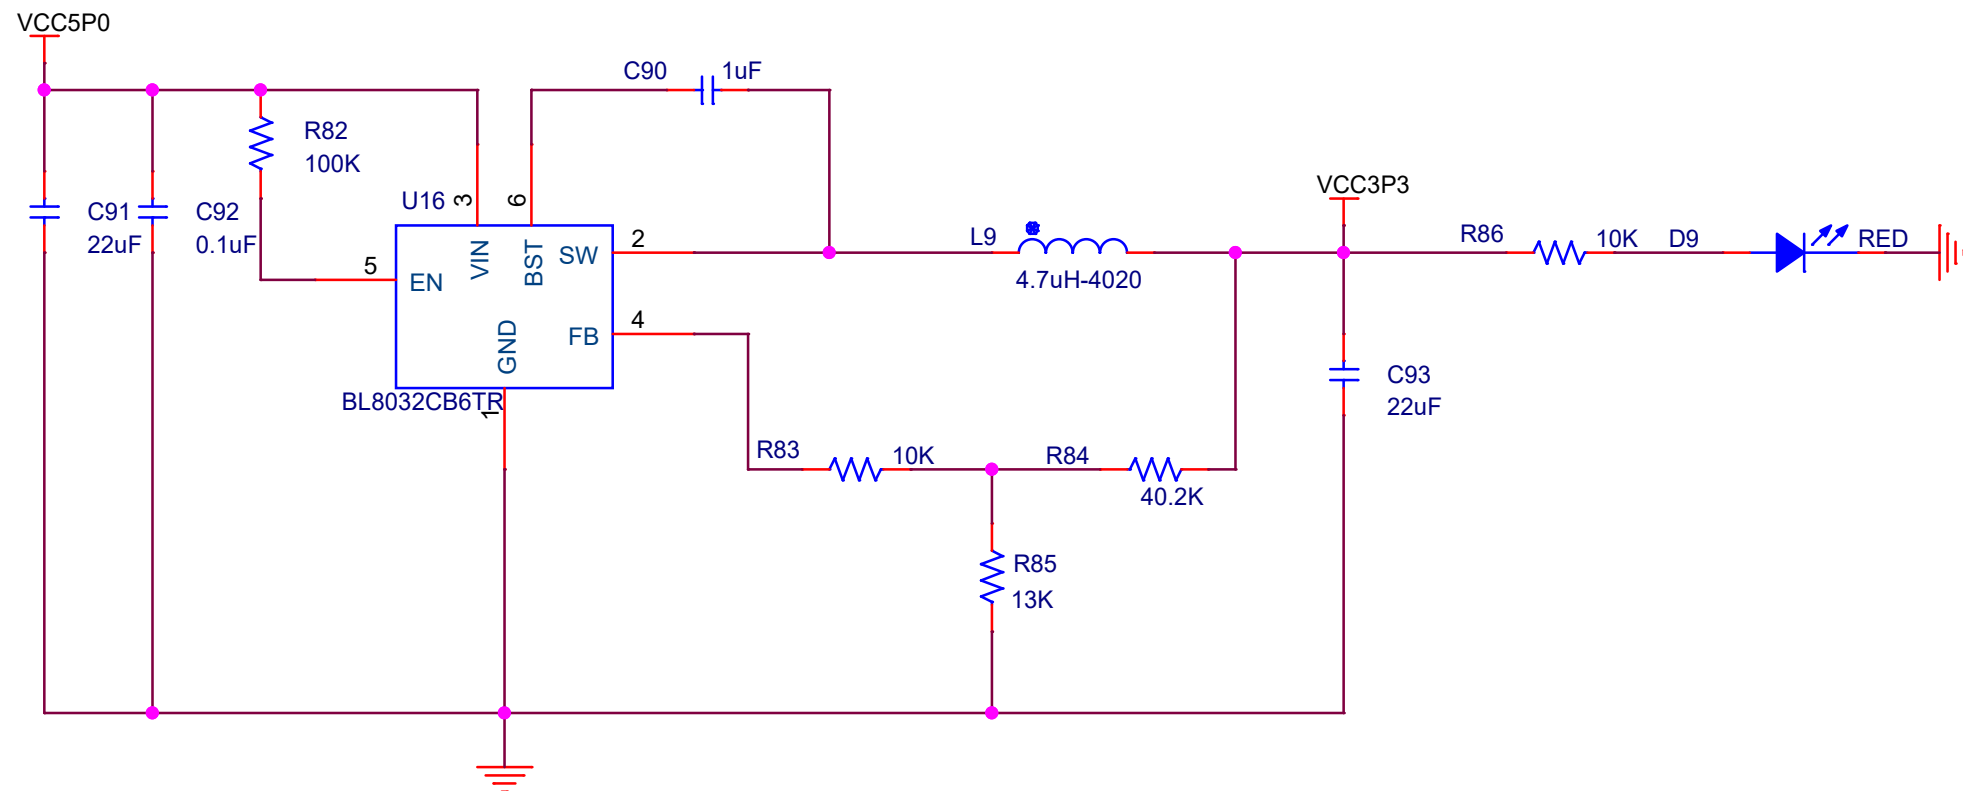 VCC5P0
C90
1uF
R82
100K
VCC3P3
U16
3
6
C91
22uF
C92
0.1uF
2
L9
R86
10K
D9
RED
VIN
BST
SW
5
EN
4.7uH-4020
4
FB
GND
C93
22uF
BL8032CB6TR
1
R83
10K
R84
40.2K
R85
13K